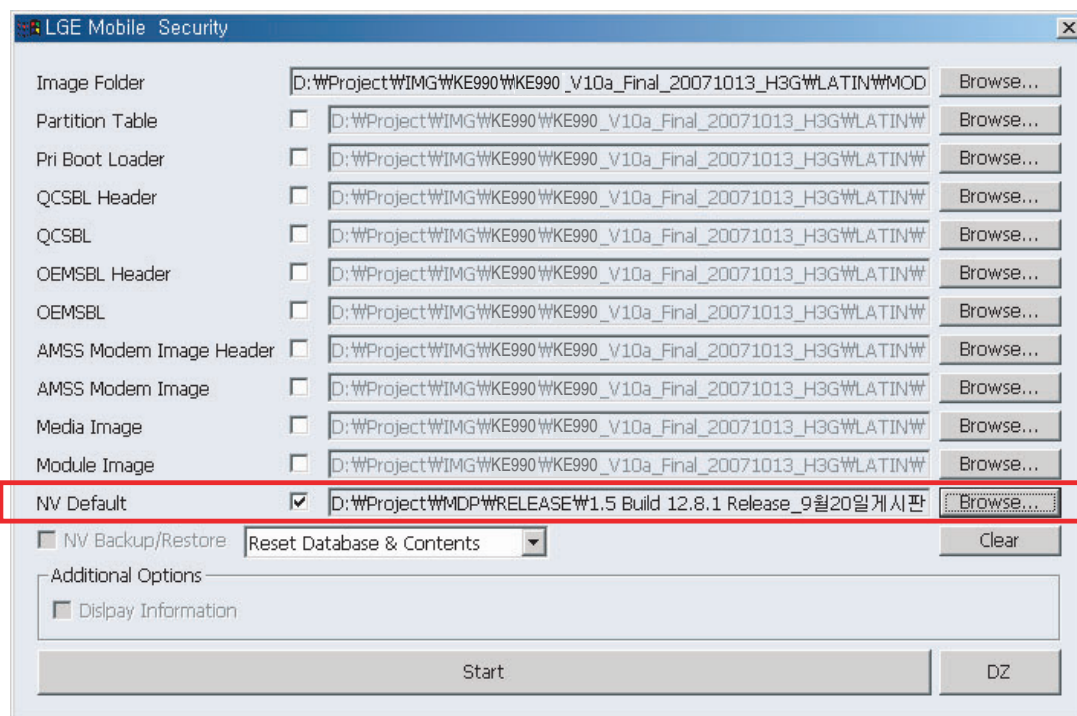 LGE Mobile Security
Image Folder D:₩Project₩IMG₩KE990₩KE990_V10a_Final_20071013_H3G₩LATIN₩MOD Browse...
Partition Table D:₩Project₩IMG₩KE990₩KE990_V10a_Final_20071013_H3G₩LATIN₩ Browse...
Pri Boot Loader D:₩Project₩IMG₩KE990₩KE990_V10a_Final_20071013_H3G₩LATIN₩ Browse...
QCSBL Header D:₩Project₩IMG₩KE990₩KE990_V10a_Final_20071013_H3G₩LATIN₩ Browse...
QCSBL D:₩Project₩IMG₩KE990₩KE990_V10a_Final_20071013_H3G₩LATIN₩ Browse...
OEMSBL Header D:₩Project₩IMG₩KE990₩KE990_V10a_Final_20071013_H3G₩LATIN₩ Browse...
OEMSBL D:₩Project₩IMG₩KE990₩KE990_V10a_Final_20071013_H3G₩LATIN₩ Browse...
AMSS Modem Image Header D:₩Project₩IMG₩KE990₩KE990_V10a_Final_20071013_H3G₩LATIN₩ Browse...
AMSS Modem Image D:₩Project₩IMG₩KE990₩KE990_V10a_Final_20071013_H3G₩LATIN₩ Browse...
Media Image D:₩Project₩IMG₩KE990₩KE990_V10a_Final_20071013_H3G₩LATIN₩ Browse...
Module Image D:₩Project₩IMG₩KE990₩KE990_V10a_Final_20071013_H3G₩LATIN₩ Browse...
NV Default D:₩Project₩MDP₩RELEASE₩1.5 Build 12.8.1 Release_9월20일게시판 Browse...
NV Backup/Restore Reset Database & Contents Clear
Additional Options
Dislpay Information
Start DZ